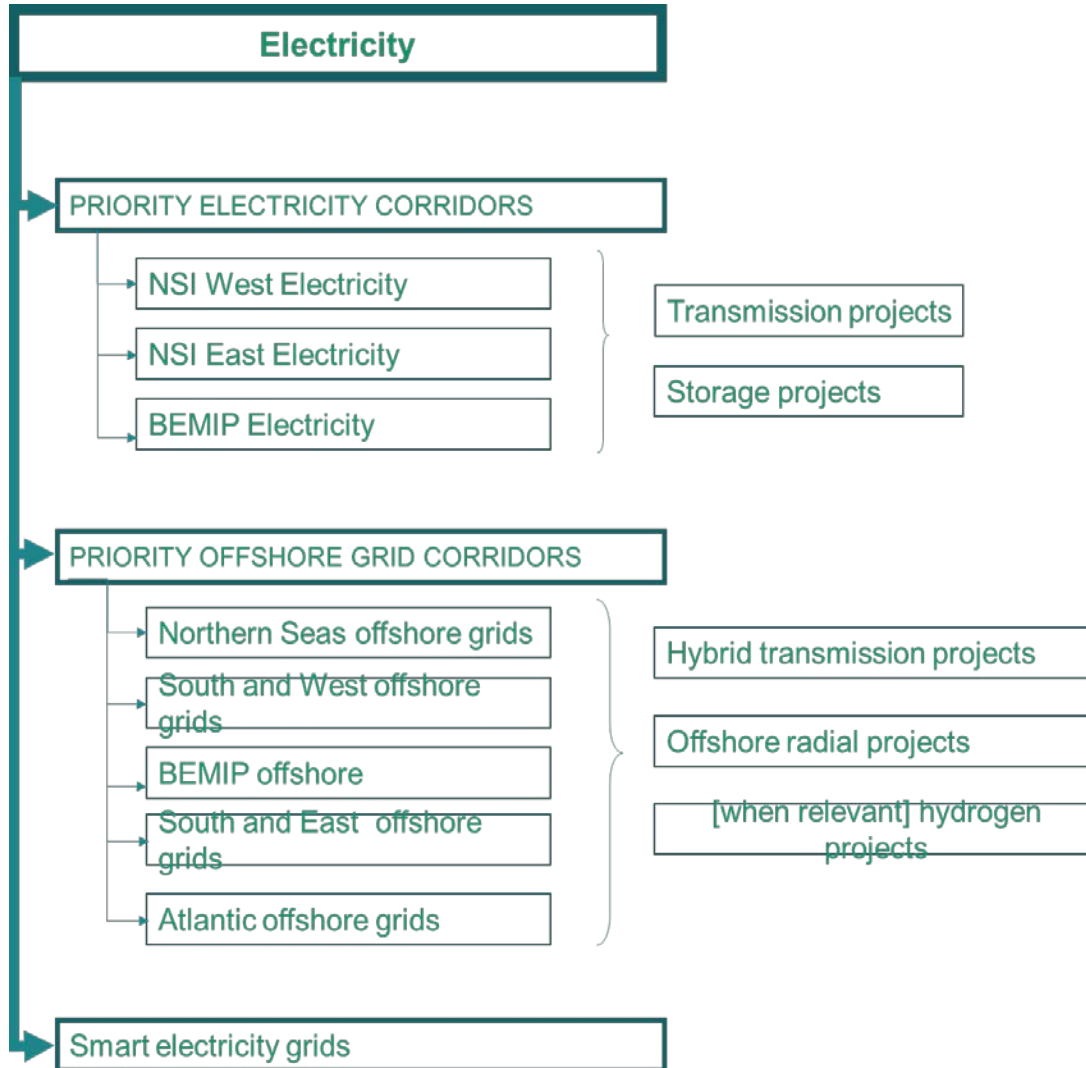 Electricity
PRIORITY ELECTRICITY CORRIDORS
NSI West Electricity
NSI East Electricity
BEMIP Electricity
Transmission projects
Storage projects
PRIORITY OFFSHORE GRID CORRIDORS
Northern Seas offshore grids
South and West offshore
grids
BEMIP offshore
South and East offshore
grids
Atlantic offshore grids
Hybrid transmission projects
Offshore radial projects
[when relevant] hydrogen
projects
Smart electricity grids